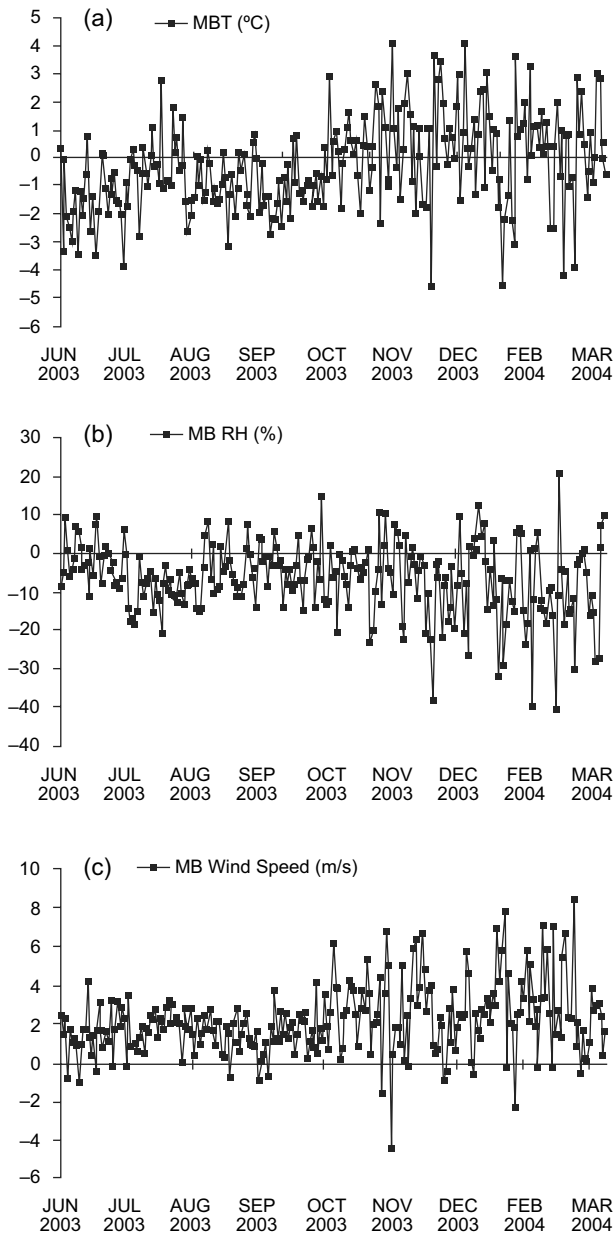 (a)
MBT (ºC)
5
4
3
2
1
0
–1
–2
–3
–4
–5
–6
JUN JUL AUG SEP OCT NOV DEC FEB MAR
2003 2003 2003 2003 2003 2003 2003 2004 2004
(b)
MB RH (%)
30
20
10
0
–10
–20
–30
–40
–40
JUN JUL AUG SEP OCT NOV DEC FEB MAR
2003 2003 2003 2003 2003 2003 2003 2004 2004
(c)
MB Wind Speed (m/s)
10
8
6
4
2
0
–2
–4
–6
JUN JUL AUG SEP OCT NOV DEC FEB MAR
2003 2003 2003 2003 2003 2003 2003 2004 2004